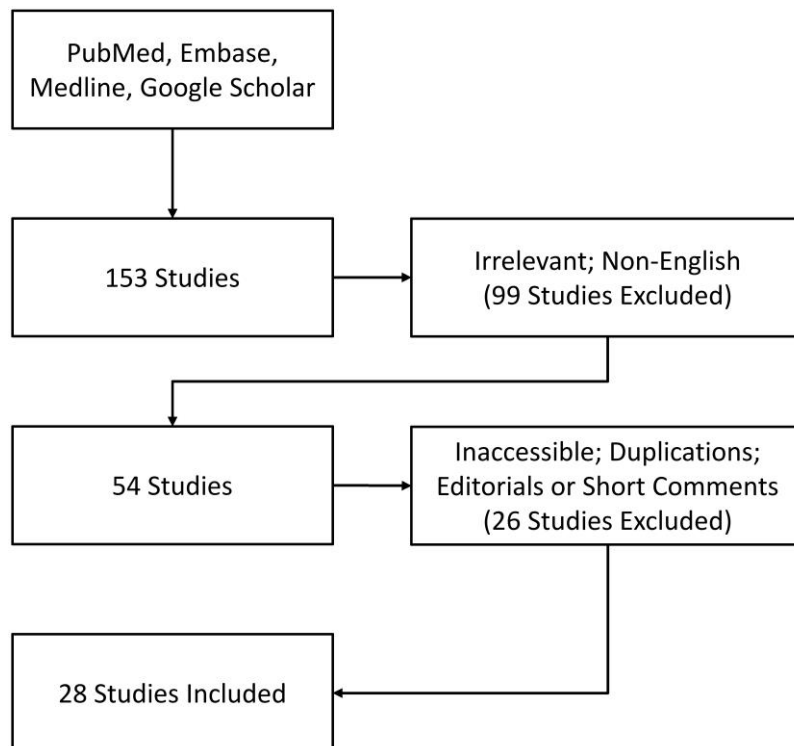 PubMed, Embase,
Medline, Google Scholar
153 Studies
Irrelevant; Non-English
(99 Studies Excluded)
54 Studies
Inaccessible; Duplications;
Editorials or Short Comments
(26 Studies Excluded)
28 Studies Included